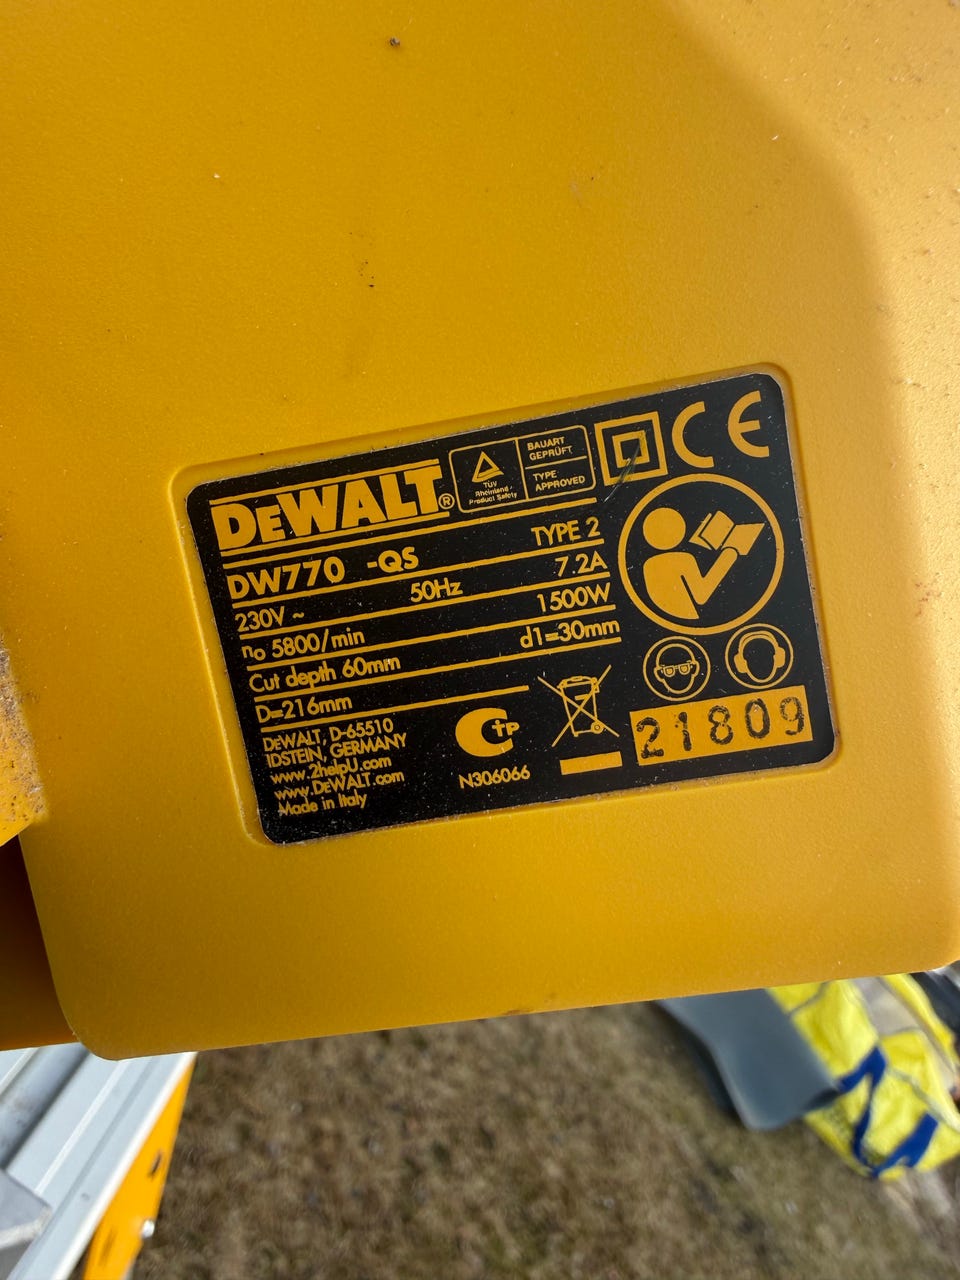 DEWALT®
TÜV
Rheinland
Product Safety
BAUART
GEPRÜFT
TYPE
APPROVED
CE
DW770 -QS TYPE 2
230V ~ 50Hz 7.2A
n₀ 5800/min 1500W
Cut depth 60mm d1=30mm
D=216mm
DEWALT, D-65510
IDSTEIN, GERMANY
www.2helpU.com
www.DEWALT.com
Made in Italy
CTP
N306066
21809